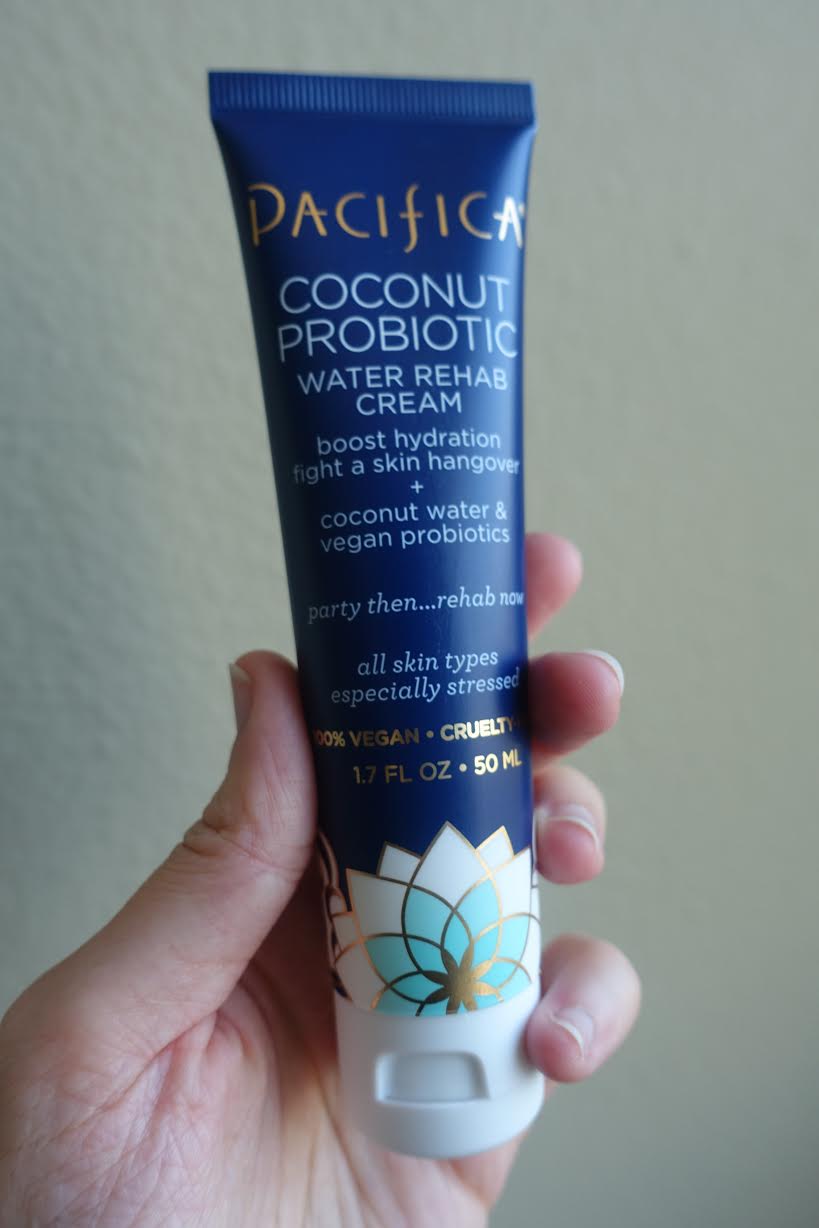 PACIFICA
COCONUT
PROBIOTIC
WATER REHAB
CREAM
boost hydration
fight a skin hangover
+
coconut water &
vegan probiotics
party then...rehab now
all skin types
especially stressed
100% VEGAN • CRUELTY-
1.7 FL OZ • 50 ML